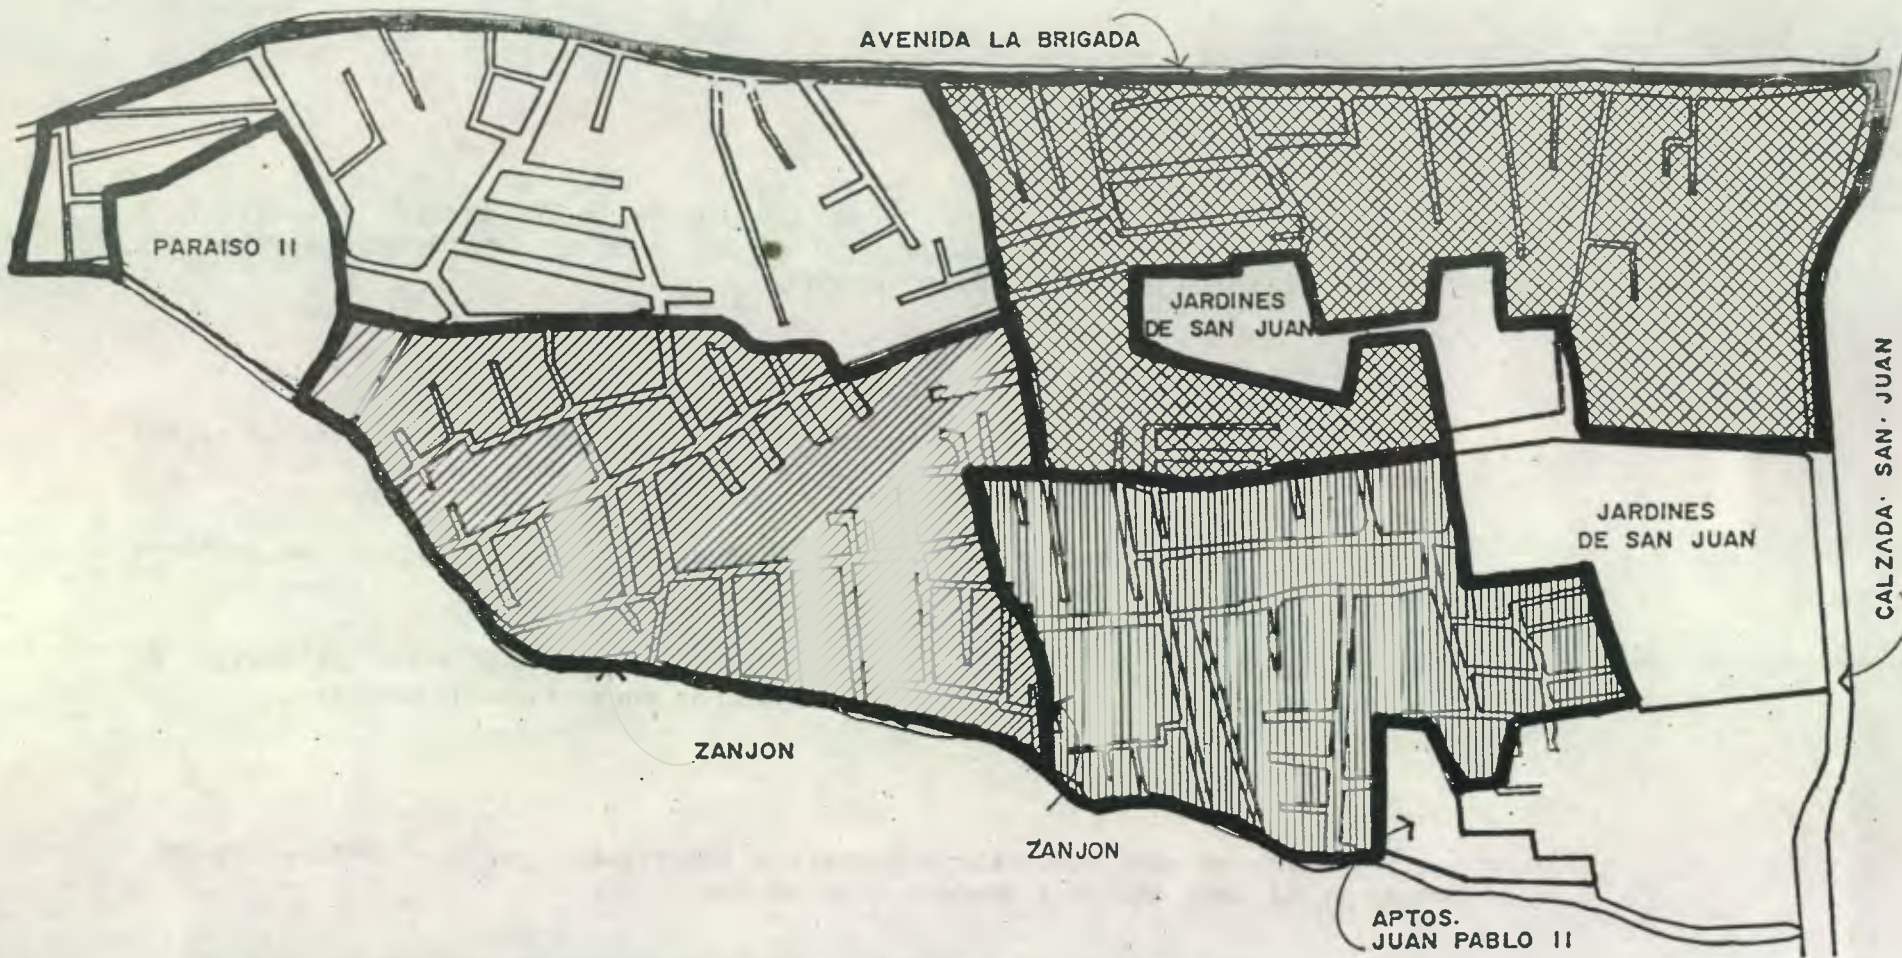 AVENIDA LA BRIGADA
PARAISO II
JARDINES
DE SAN JUAN
CALZADA· SAN· JUAN
JARDINES
DE SAN JUAN
ZANJON
ZANJON
APTOS.
JUAN PABLO II